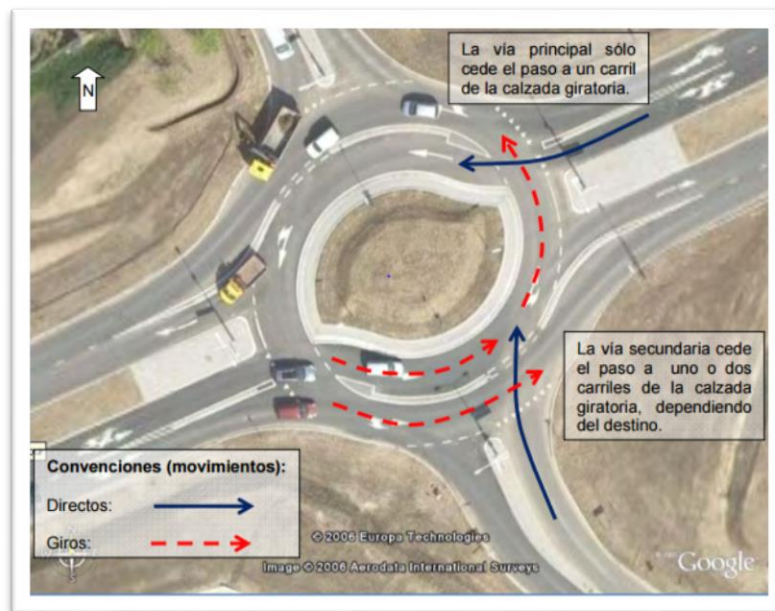 La vía principal sólo
cede el paso a un carril
de la calzada giratoria.
N
La vía secundaria cede
el paso a uno o dos
carriles de la calzada
giratoria, dependiendo
del destino.
Convenciones (movimientos):
Directos:
Giros:
© 2006 Europa Technologies
Image © 2006 Aerodata International Surveys
Google